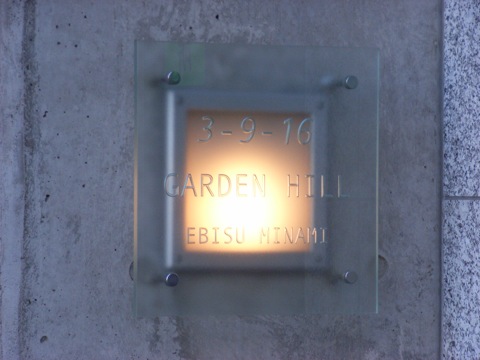 3-9-16
GARDEN HILL
EBISU MINAMI